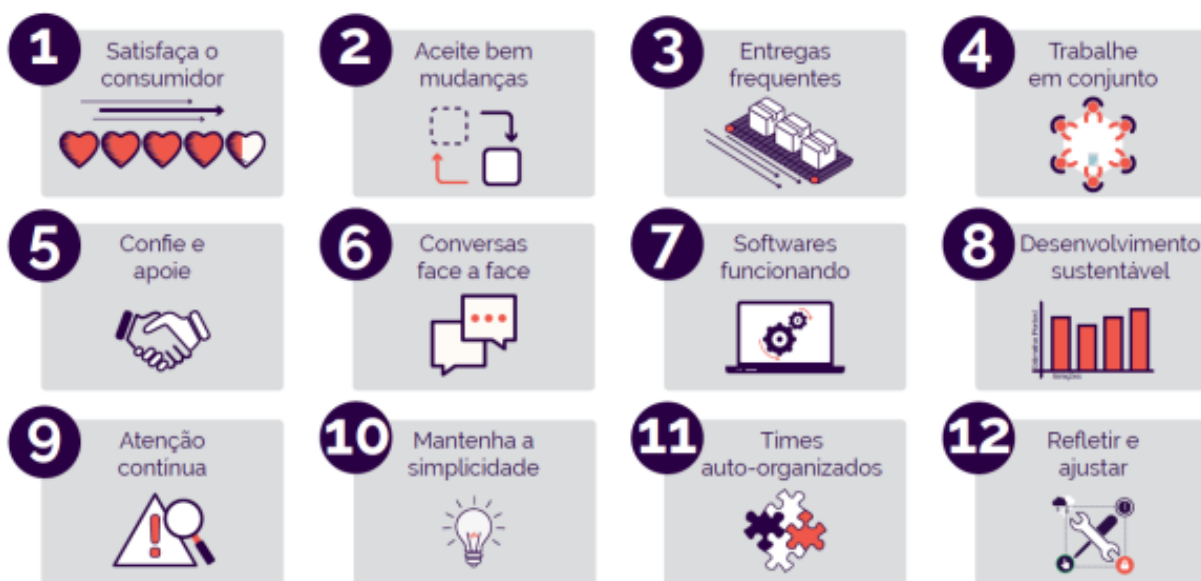 1
Satisfaça o
consumidor
2
Aceite bem
mudanças
3
Entregas
frequentes
4
Trabalhe
em conjunto
5
Confie e
apoie
6
Conversas
face a face
7
Softwares
funcionando
8
Desenvolvimento
sustentável
9
Atenção
contínua
10
Mantenha a
simplicidade
11
Times
auto-organizados
12
Refletir e
ajustar